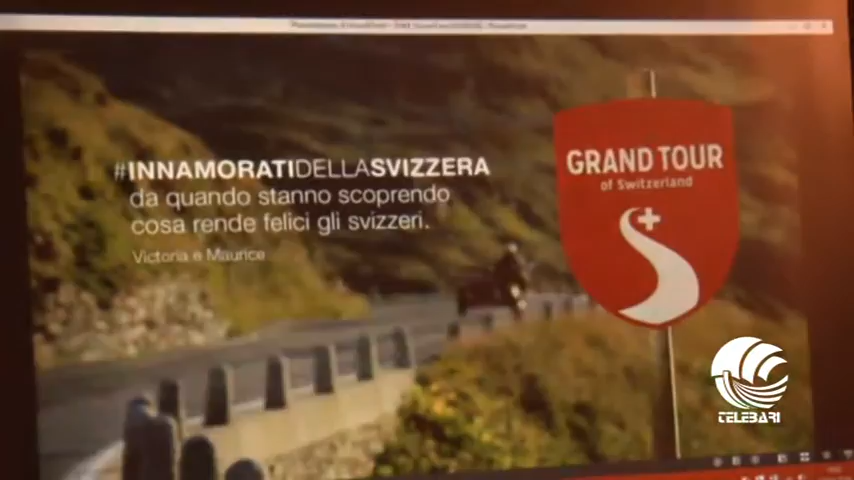 #INNAMORATIDELLASVIZZERA
da quando stanno scoprendo
cosa rende felici gli svizzeri.
Victoria e Maurice
GRAND TOUR
of Switzerland
TELEBARI